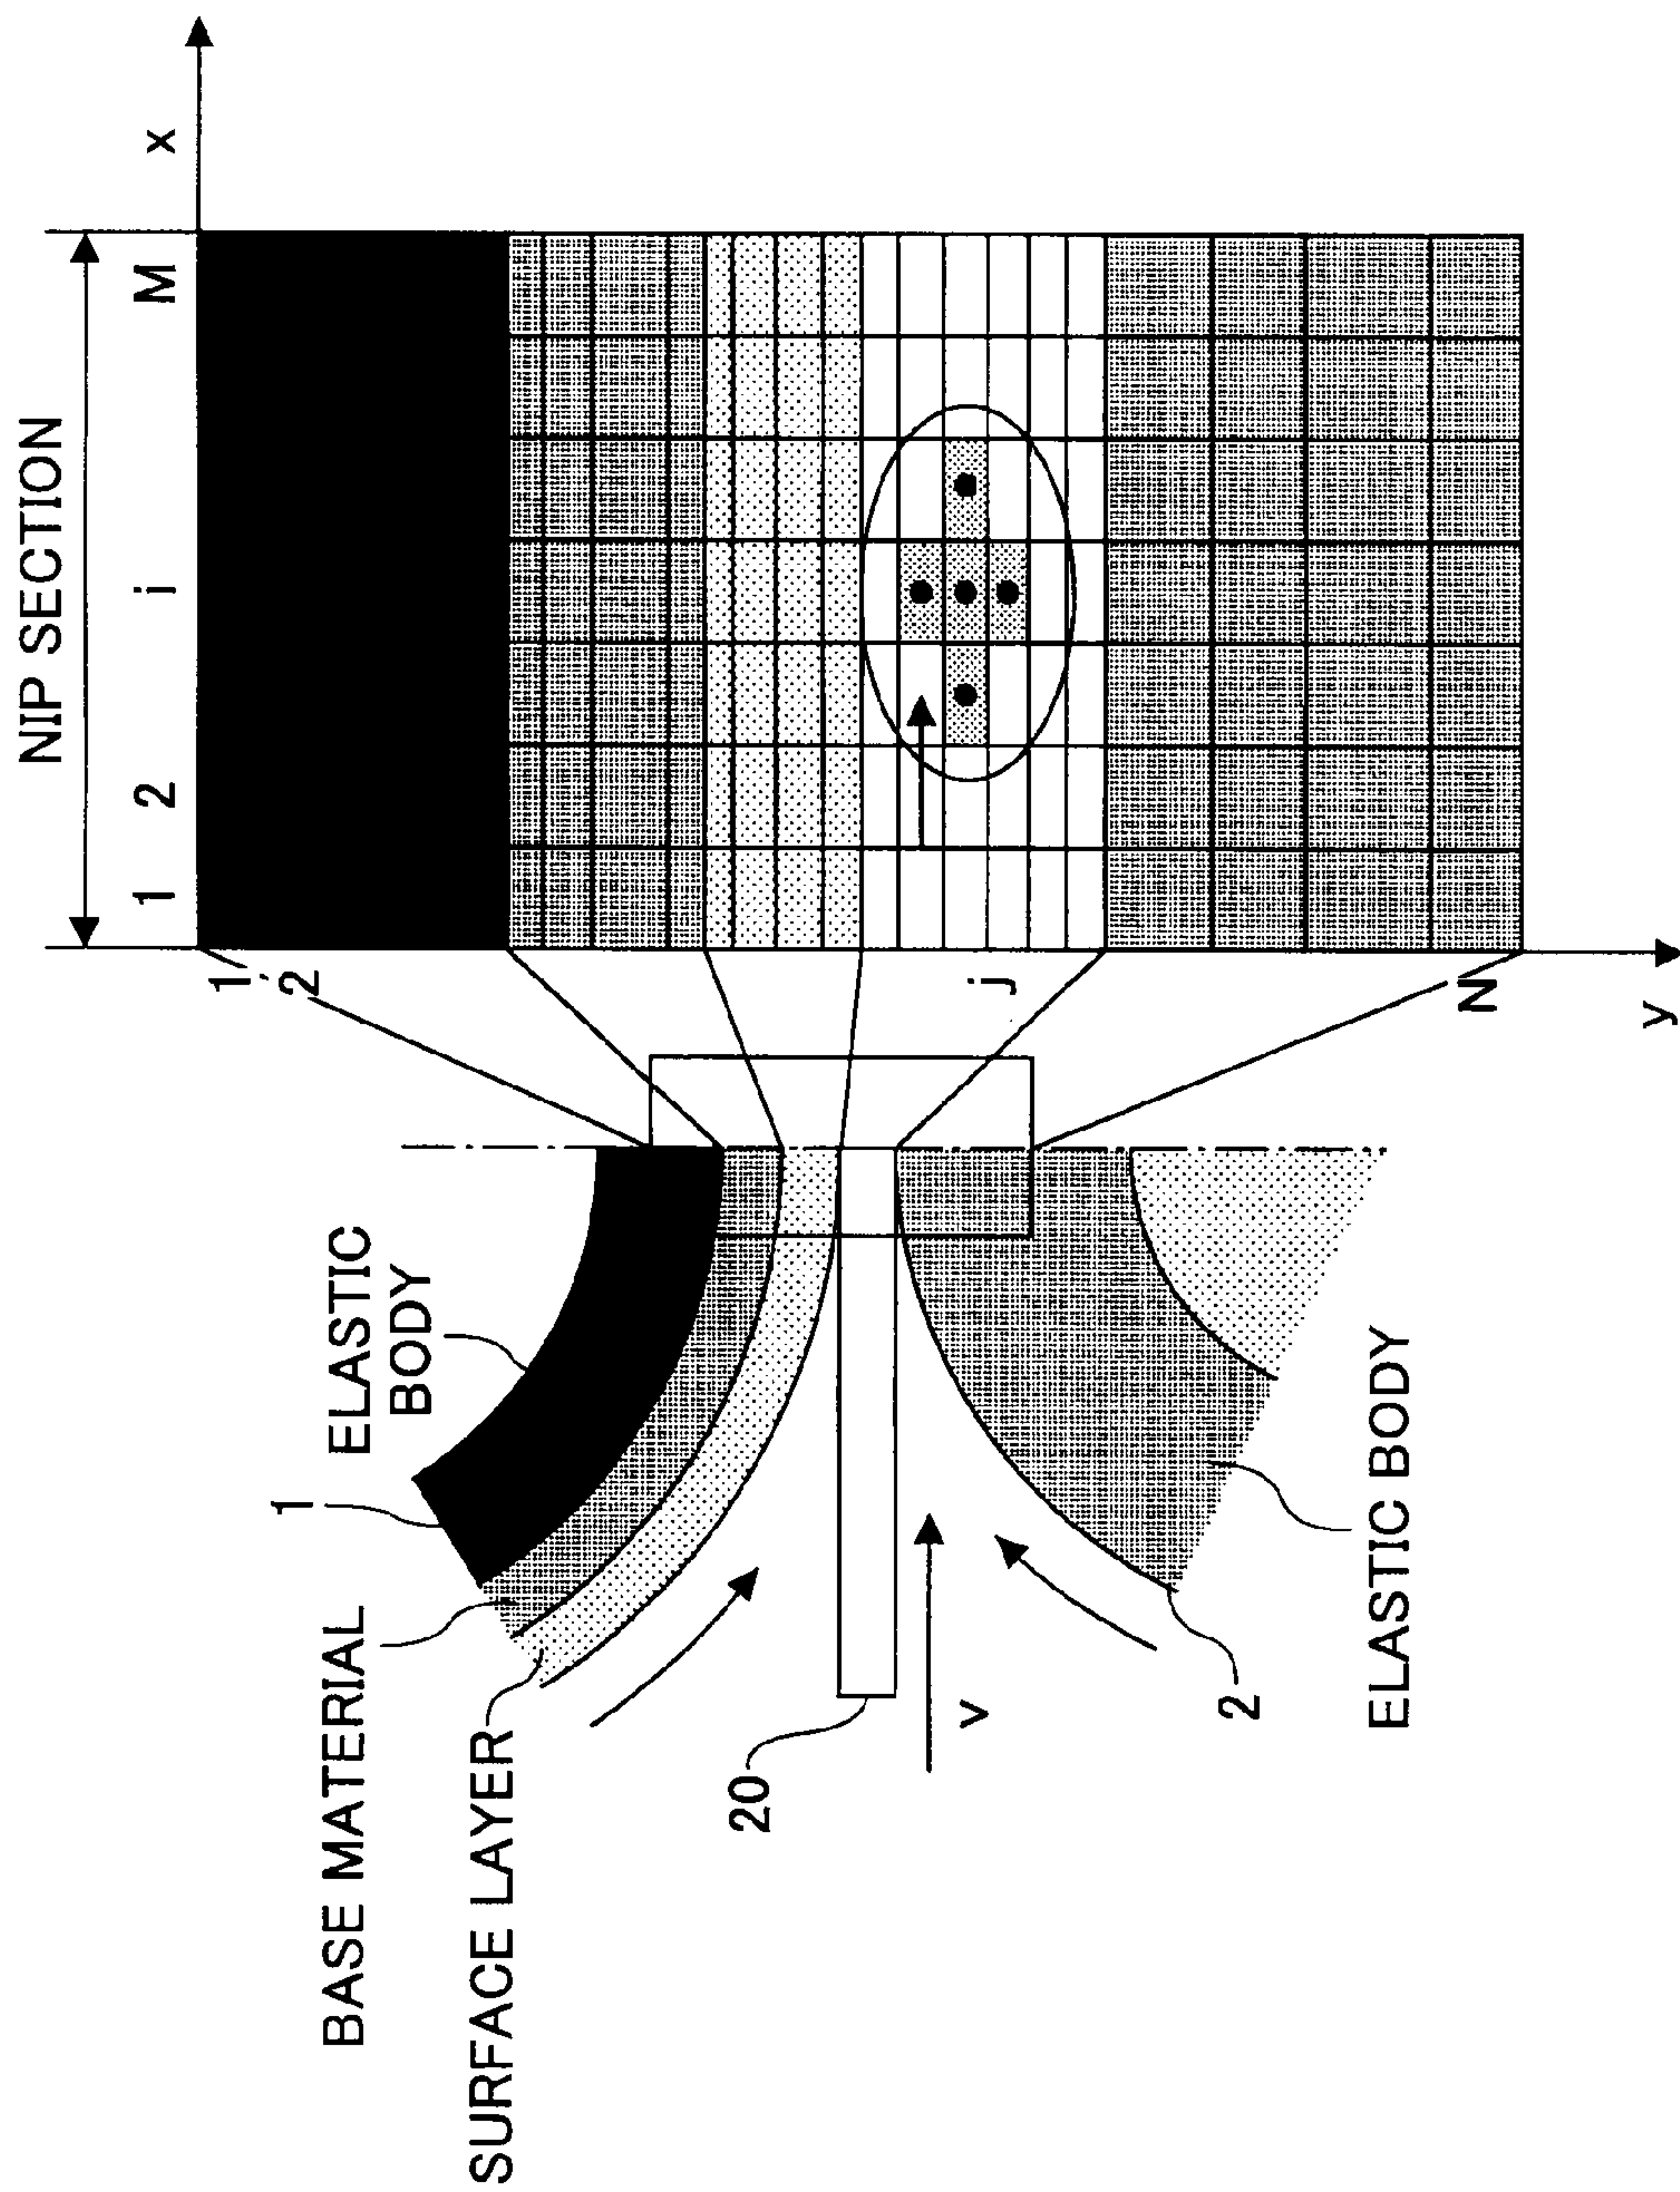 NIP SECTION
1 2 i M x
1
2
j
N
y
1
ELASTIC
BODY
BASE MATERIAL
SURFACE LAYER
20
v
2
ELASTIC BODY